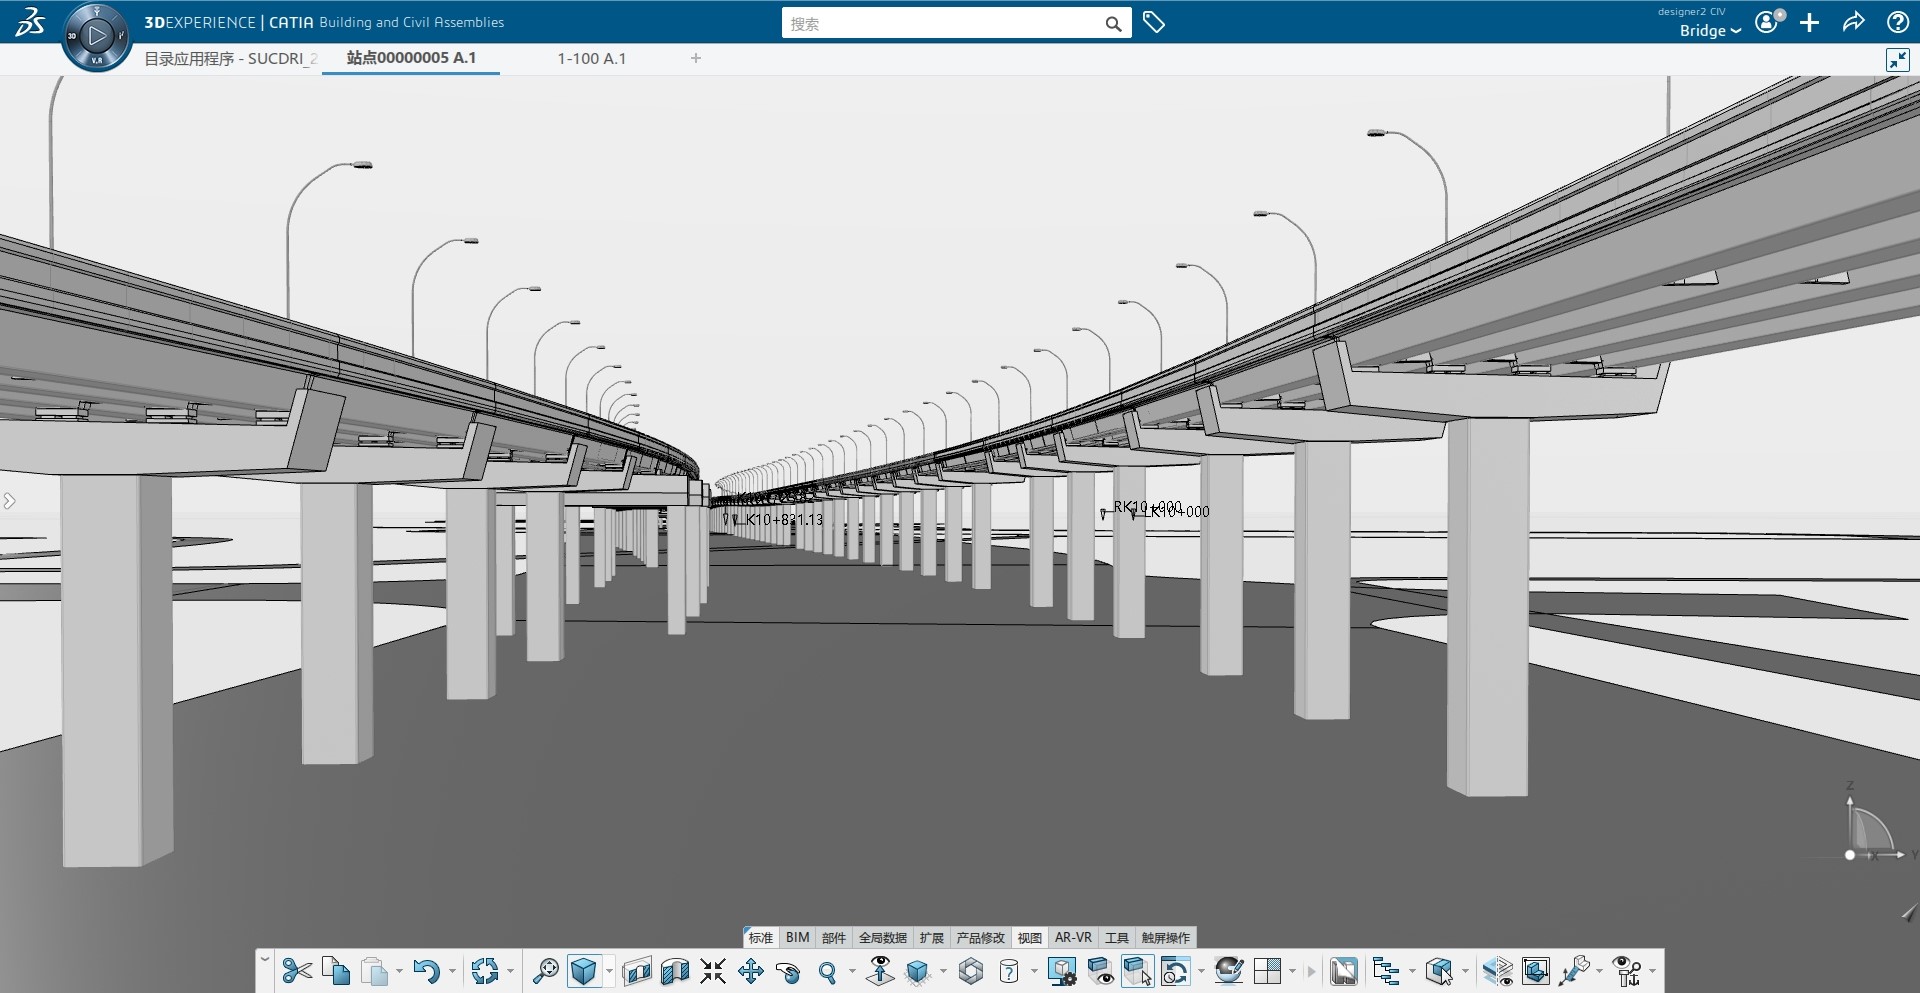 designer2 CIV
3DEXPERIENCE | CATIA Building and Civil Assemblies
搜索
Bridge
3D
V.R
目录应用程序 - SUCDRI_2
站点00000005 A.1
1-100 A.1
RK10+000
LK10+000
Z
X
Y
标准 BIM 部件 全局数据 扩展 产品修改 视图 AR-VR 工具 触屏操作